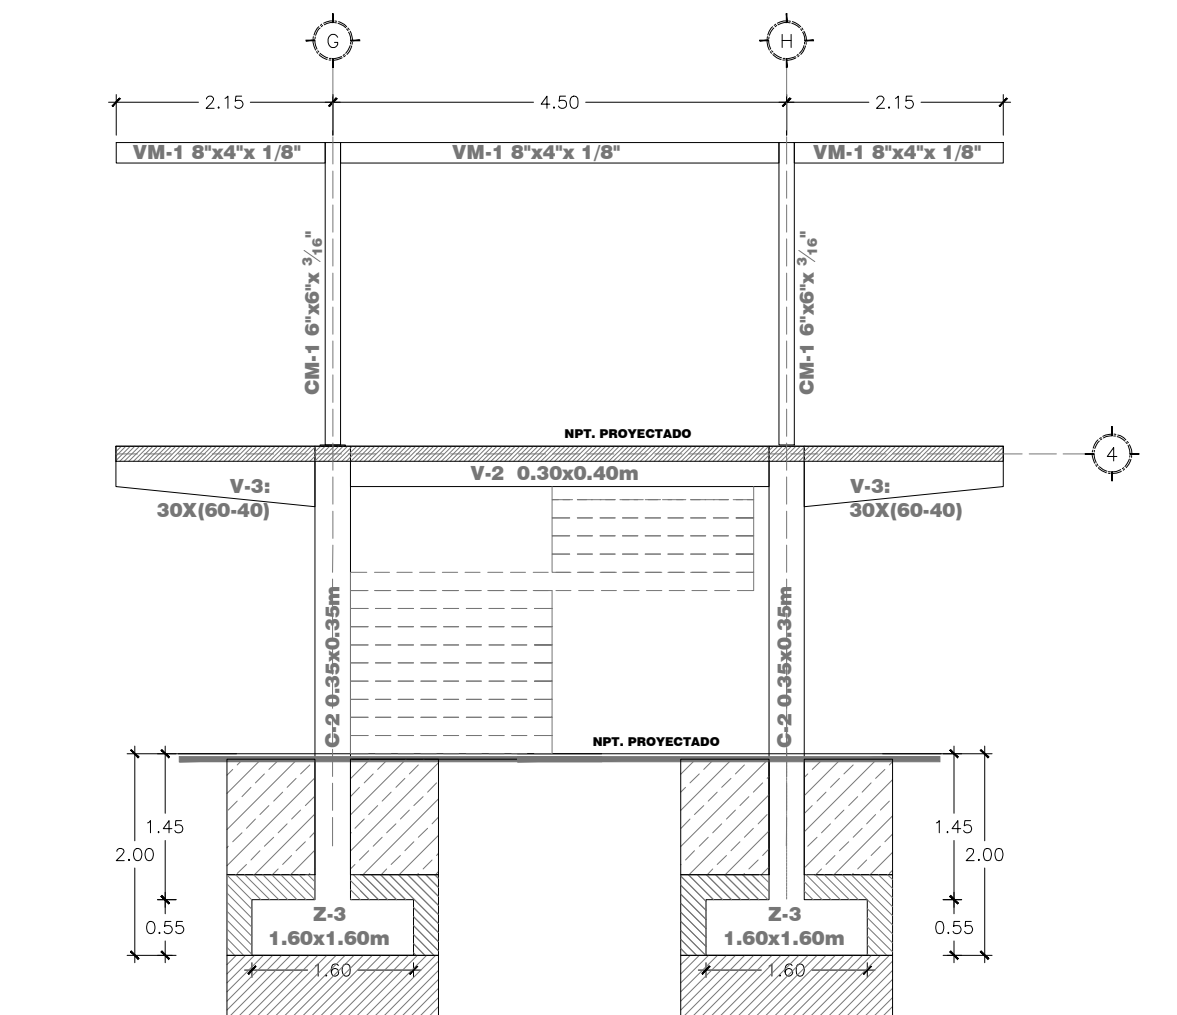 G
H
2.15
4.50
2.15
VM-1 8"x4"x 1/8"
VM-1 8"x4"x 1/8"
VM-1 8"x4"x 1/8"
CM-1 6"x6"x 3/16"
CM-1 6"x6"x 3/16"
NPT. PROYECTADO
4
V-2 0.30x0.40m
V-3:
30X(60-40)
V-3:
30X(60-40)
C-2 0.35x0.35m
C-2 0.35x0.35m
NPT. PROYECTADO
1.45
2.00
0.55
1.45
2.00
0.55
Z-3
1.60x1.60m
1.60
Z-3
1.60x1.60m
1.60